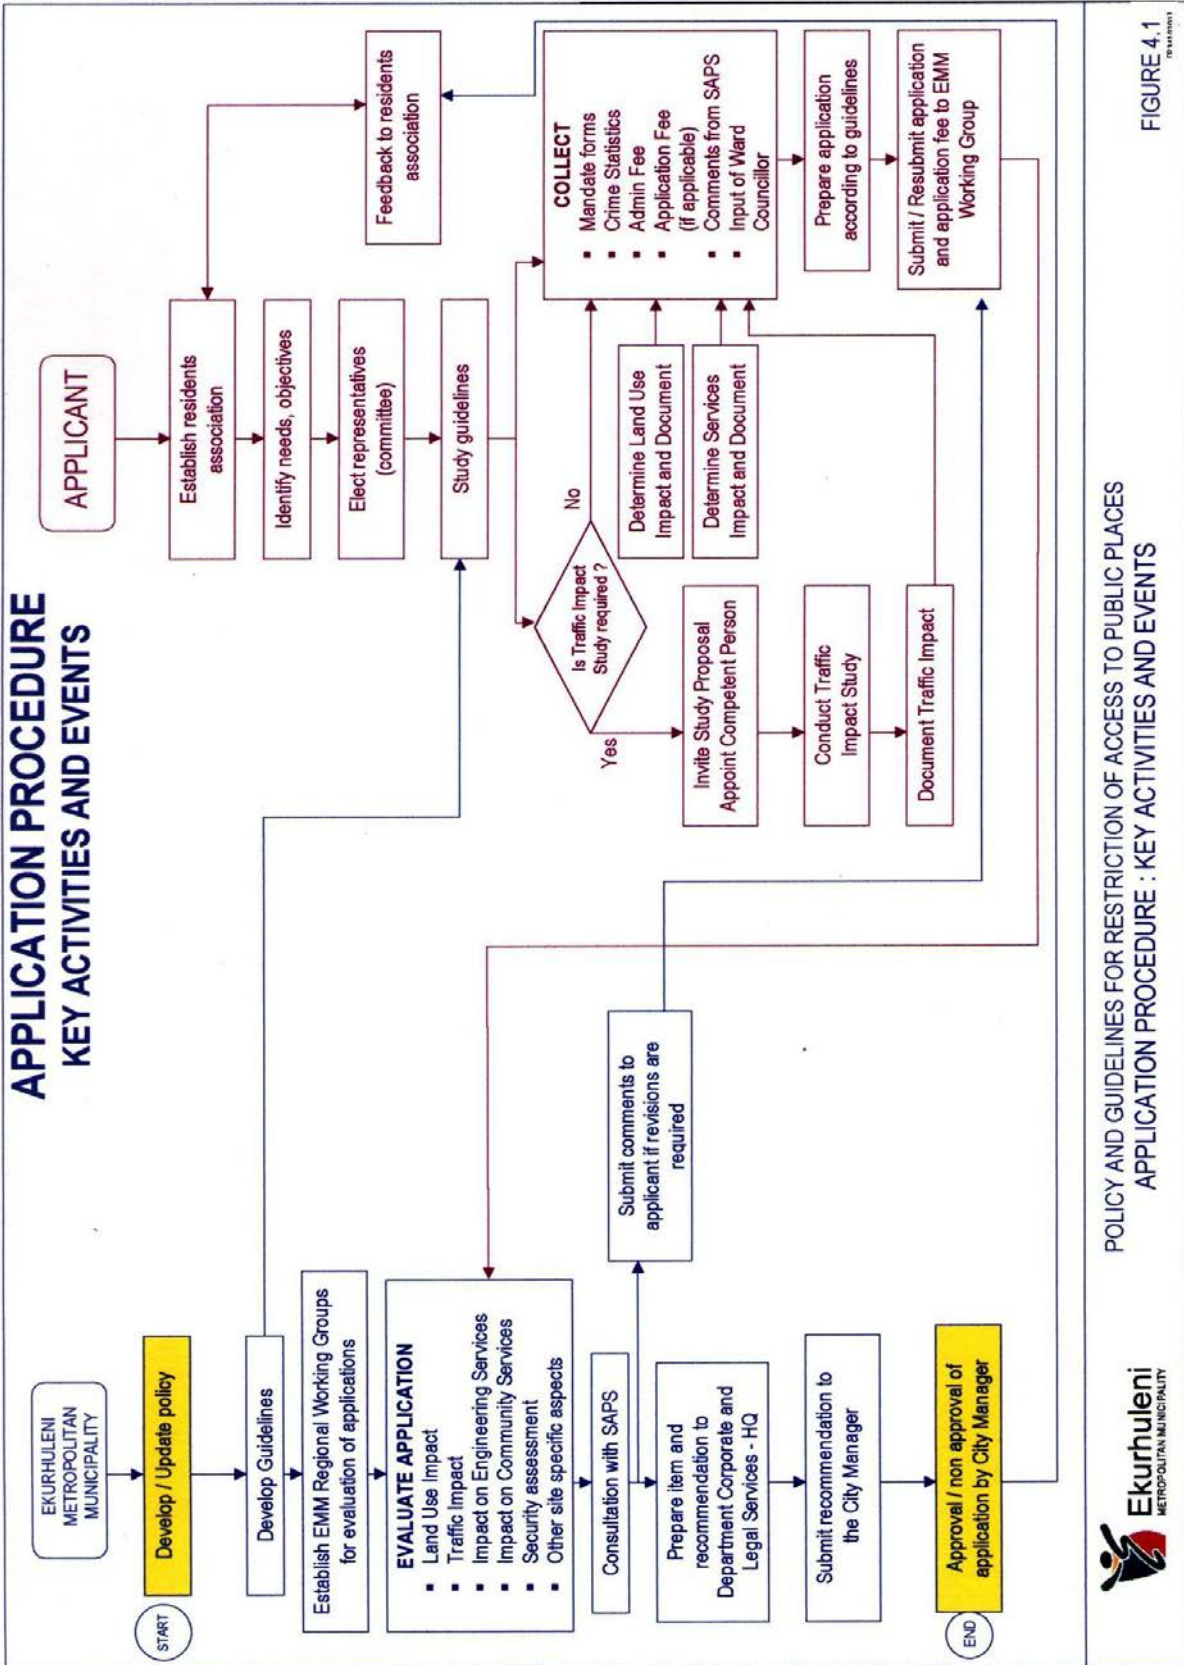 APPLICATION PROCEDURE
KEY ACTIVITIES AND EVENTS
EKURHULENI
METROPOLITAN
MUNICIPALITY
START
Develop / Update policy
Develop Guidelines
Establish EMM Regional Working Groups
for evaluation of applications
EVALUATE APPLICATION
▪ Land Use Impact
▪ Traffic Impact
▪ Impact on Engineering Services
▪ Impact on Community Services
▪ Security assessment
▪ Other site specific aspects
Consultation with SAPS
Prepare item and
recommendation to
Department Corporate and
Legal Services - HQ
Submit recommendation to
the City Manager
END
Approval / non approval of
application by City Manager
Submit comments to
applicant if revisions are
required
APPLICANT
Establish residents
association
Identify needs, objectives
Elect representatives
(committee)
Study guidelines
Feedback to residents
association
Is Traffic Impact
Study required ?
Yes
No
Invite Study Proposal
Appoint Competent Person
Conduct Traffic
Impact Study
Document Traffic Impact
Determine Land Use
Impact and Document
Determine Services
Impact and Document
COLLECT
▪ Mandate forms
▪ Crime Statistics
▪ Admin Fee
▪ Application Fee
(if applicable)
▪ Comments from SAPS
▪ Input of Ward
Councillor
Prepare application
according to guidelines
Submit / Resubmit application
and application fee to EMM
Working Group
Ekurhuleni
METROPOLITAN MUNICIPALITY
POLICY AND GUIDELINES FOR RESTRICTION OF ACCESS TO PUBLIC PLACES
APPLICATION PROCEDURE : KEY ACTIVITIES AND EVENTS
FIGURE 4.1